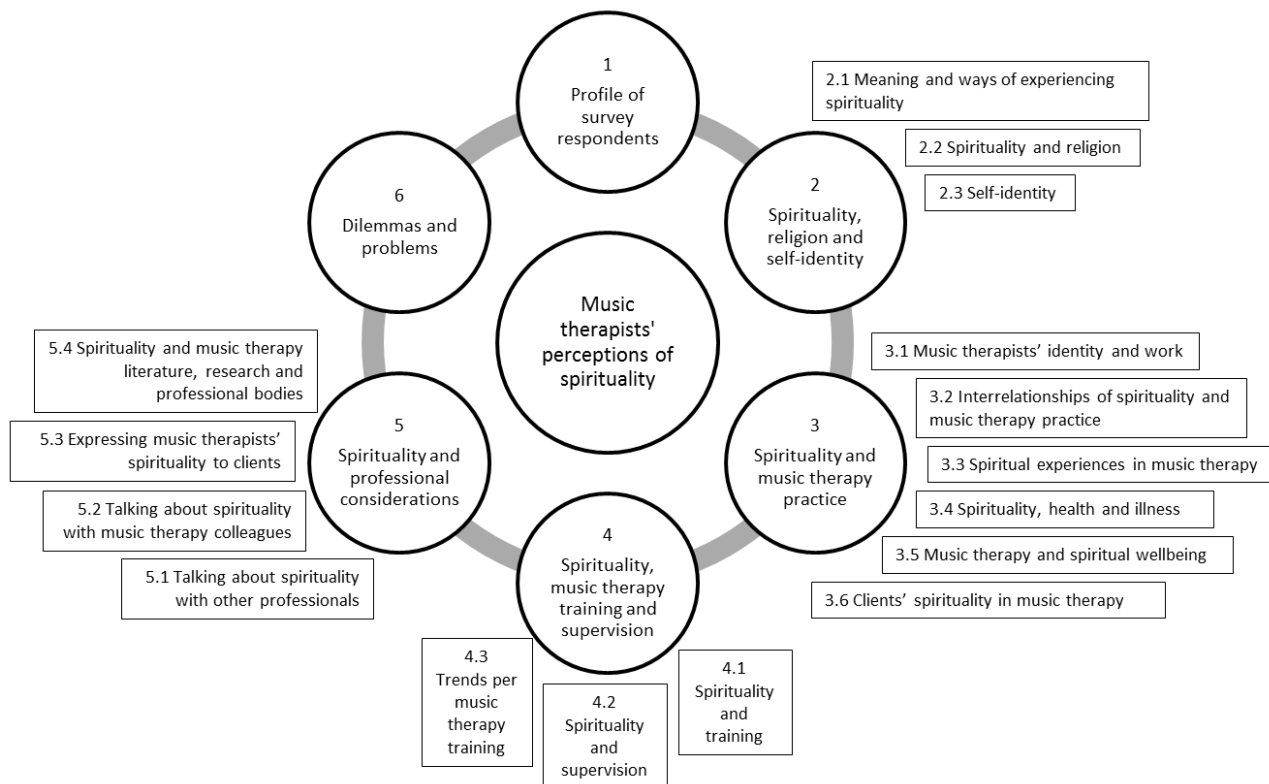 1
Profile of
survey
respondents
2.1 Meaning and ways of experiencing
spirituality
2.2 Spirituality and religion
2.3 Self-identity
2
Spirituality,
religion and
self-identity
6
Dilemmas and
problems
Music
therapists'
perceptions of
spirituality
3.1 Music therapists’ identity and work
3.2 Interrelationships of spirituality and
music therapy practice
3.3 Spiritual experiences in music therapy
3.4 Spirituality, health and illness
3.5 Music therapy and spiritual wellbeing
3.6 Clients’ spirituality in music therapy
3
Spirituality and
music therapy
practice
5.4 Spirituality and music therapy
literature, research and
professional bodies
5.3 Expressing music therapists’
spirituality to clients
5.2 Talking about spirituality
with music therapy colleagues
5.1 Talking about spirituality
with other professionals
5
Spirituality and
professional
considerations
4
Spirituality,
music therapy
training and
supervision
4.3
Trends per
music
therapy
training
4.2
Spirituality
and
supervision
4.1
Spirituality
and
training